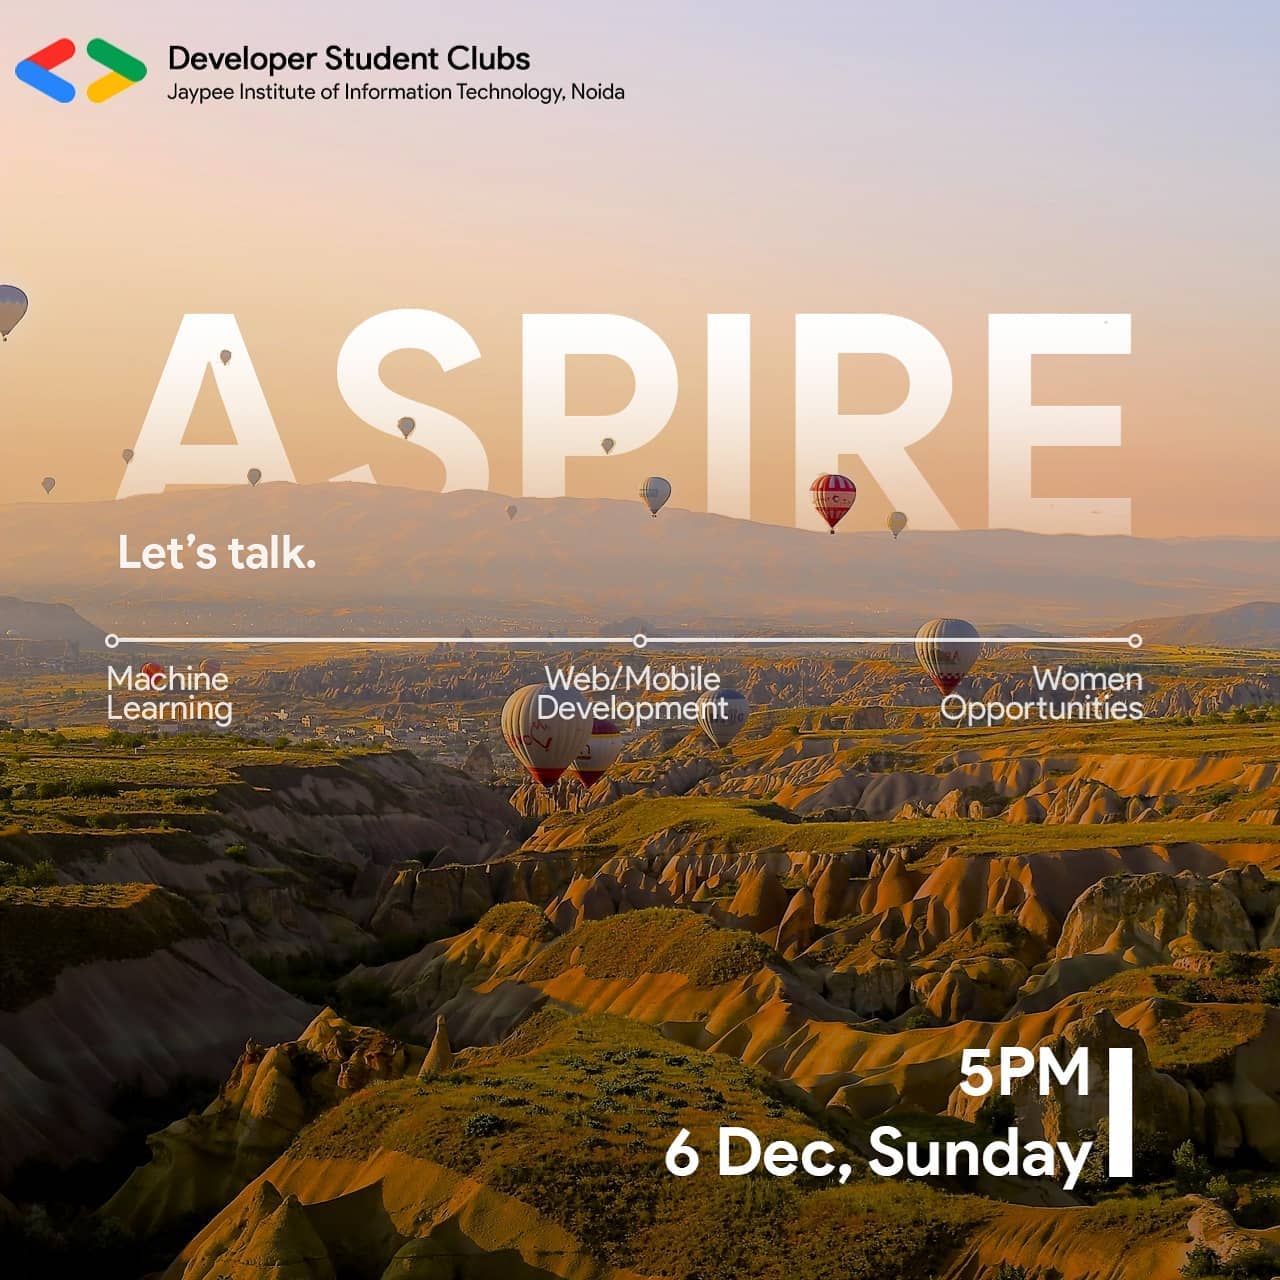 Developer Student Clubs
Jaypee Institute of Information Technology, Noida
ASPIRE
Let's talk.
Machine
Learning
Web/Mobile
Development
Women
Opportunities
5PM
6 Dec, Sunday